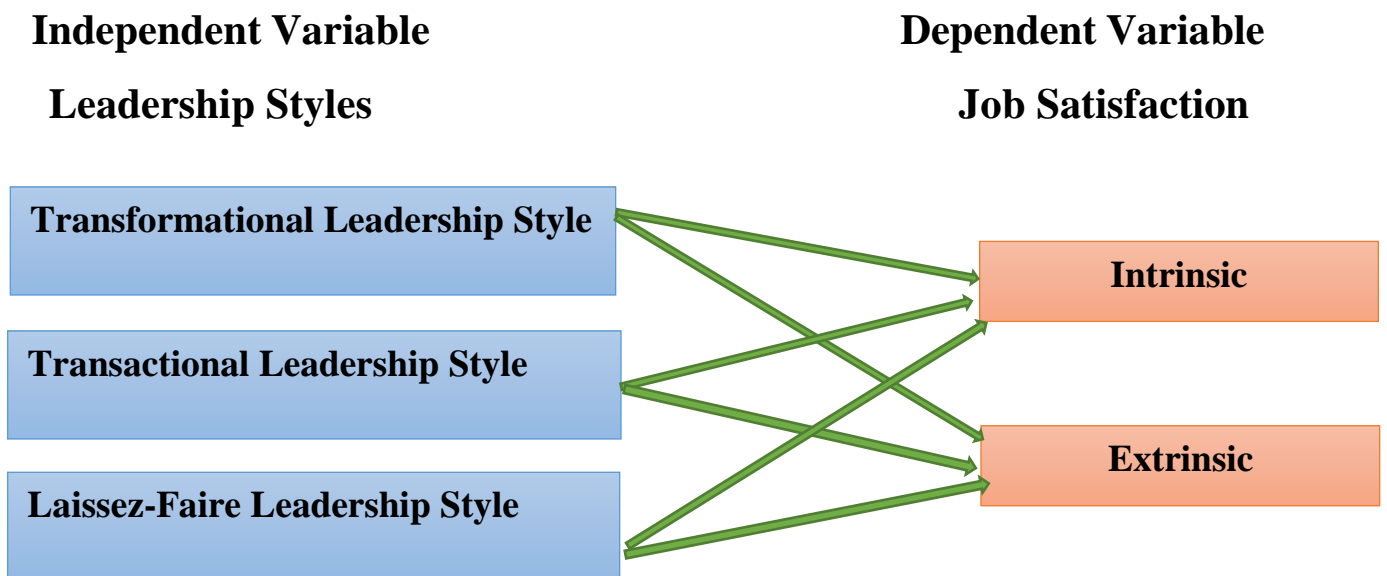 Independent Variable
Leadership Styles
Dependent Variable
Job Satisfaction
Transformational Leadership Style
Transactional Leadership Style
Laissez-Faire Leadership Style
Intrinsic
Extrinsic